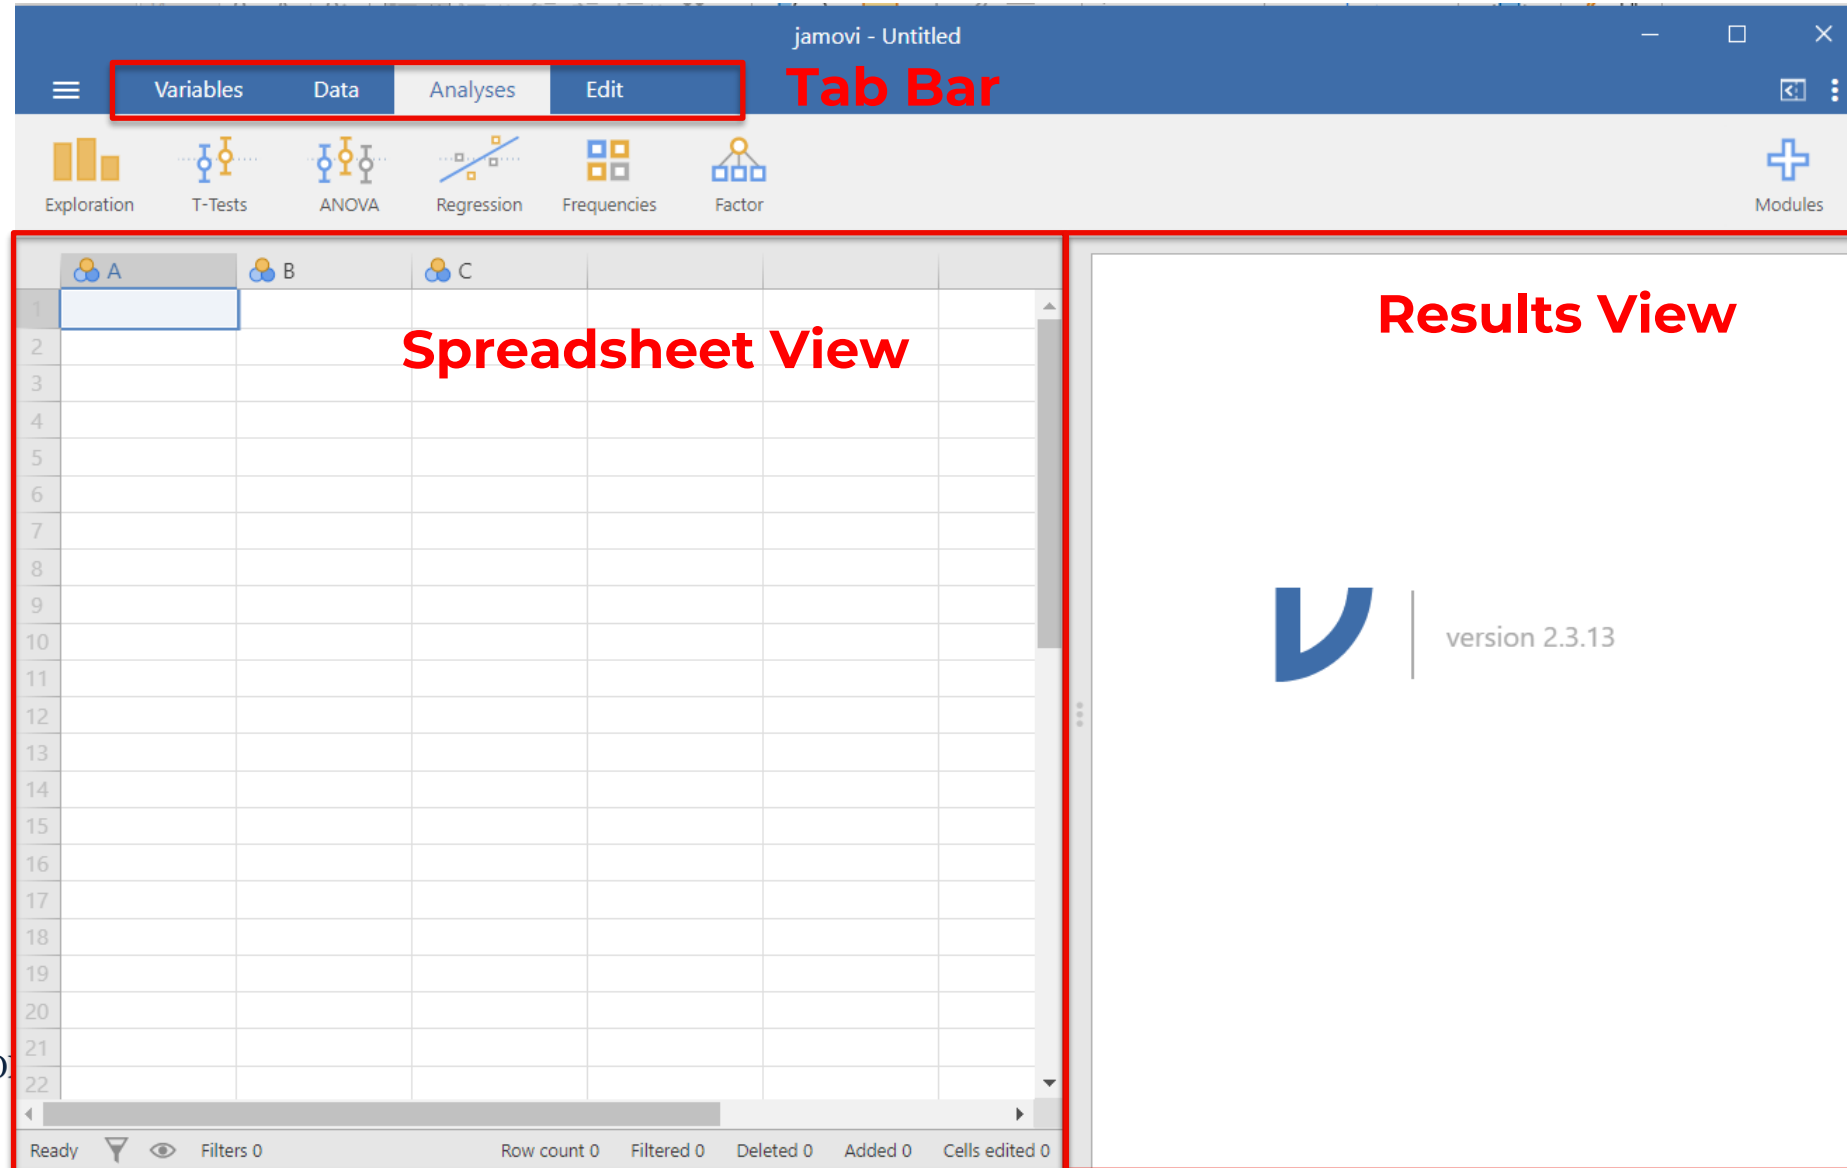 jamovi - Untitled
Variables Data Analyses Edit
Tab Bar
Exploration T-Tests ANOVA Regression Frequencies Factor Modules
A B C
Spreadsheet View
Results View
1
2
3
4
5
6
7
8
9
10
11
12
13
14
15
16
17
18
19
20
21
22
version 2.3.13
Ready Filters 0 Row count 0 Filtered 0 Deleted 0 Added 0 Cells edited 0